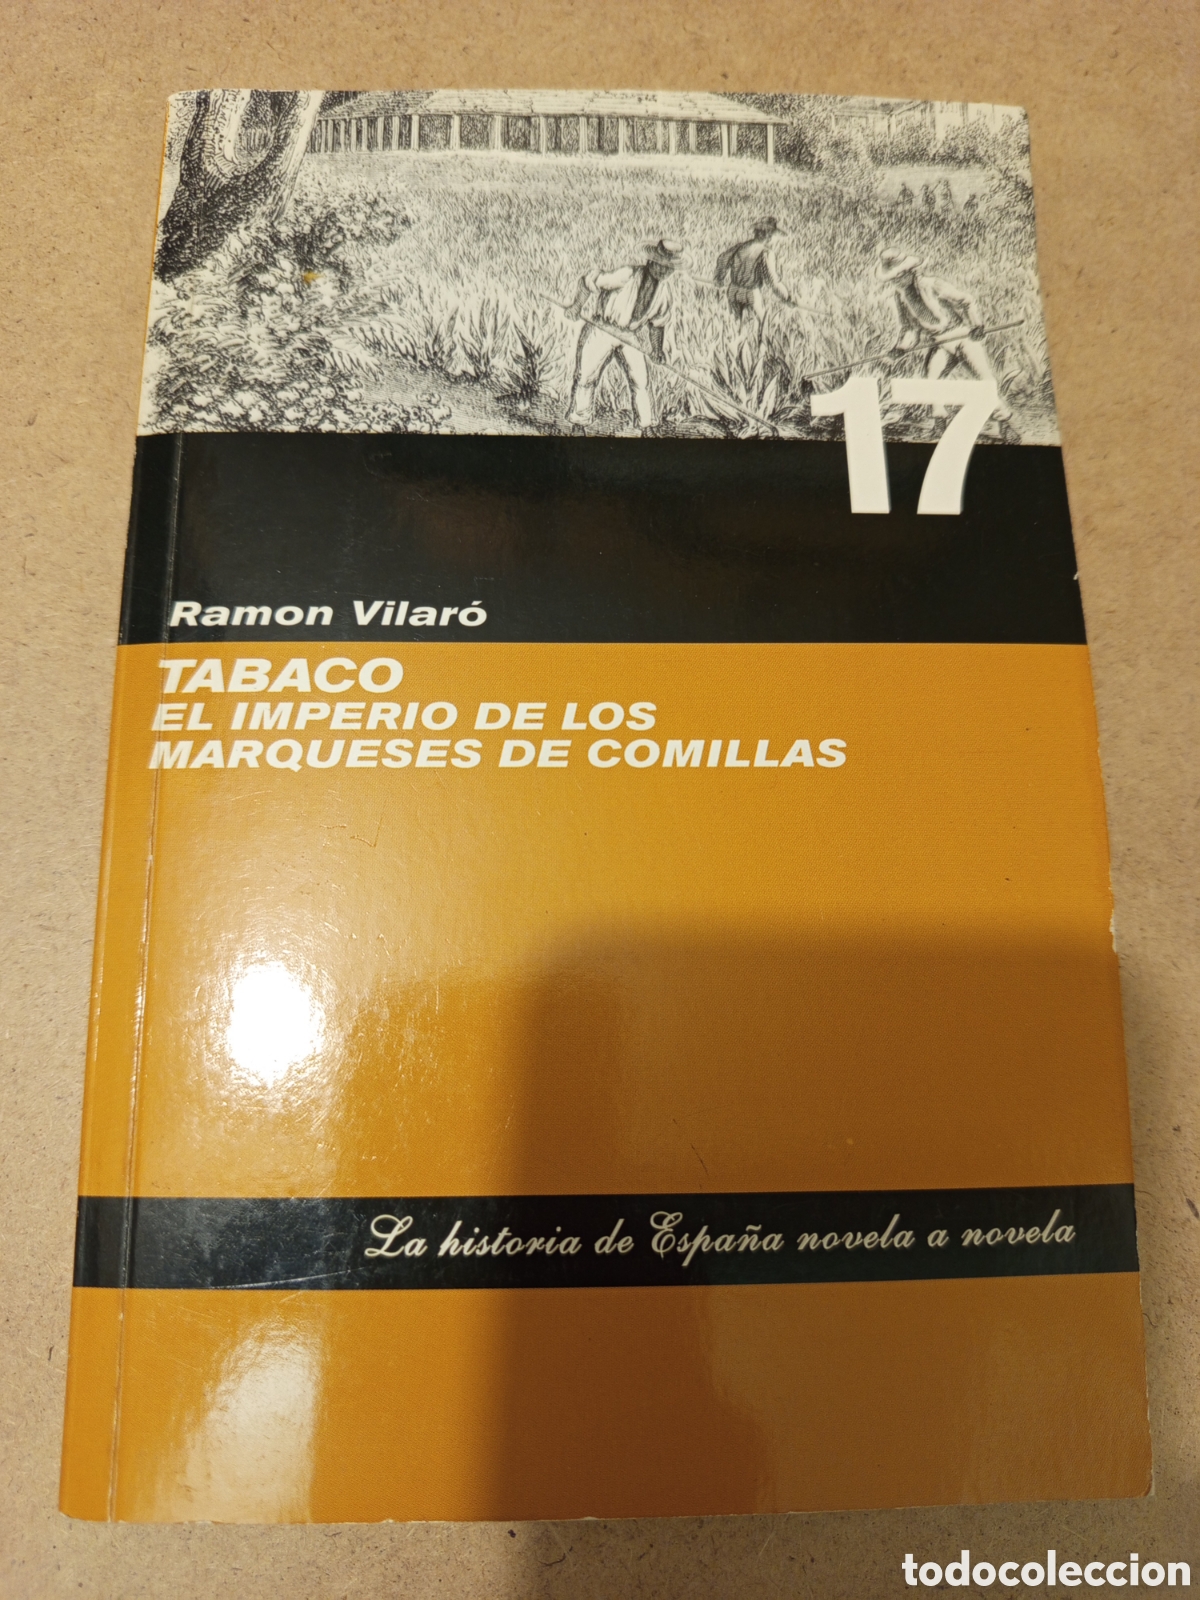 17
Ramon Vilaró
TABACO
EL IMPERIO DE LOS
MARQUESES DE COMILLAS
La historia de España novela a novela
todocoleccion